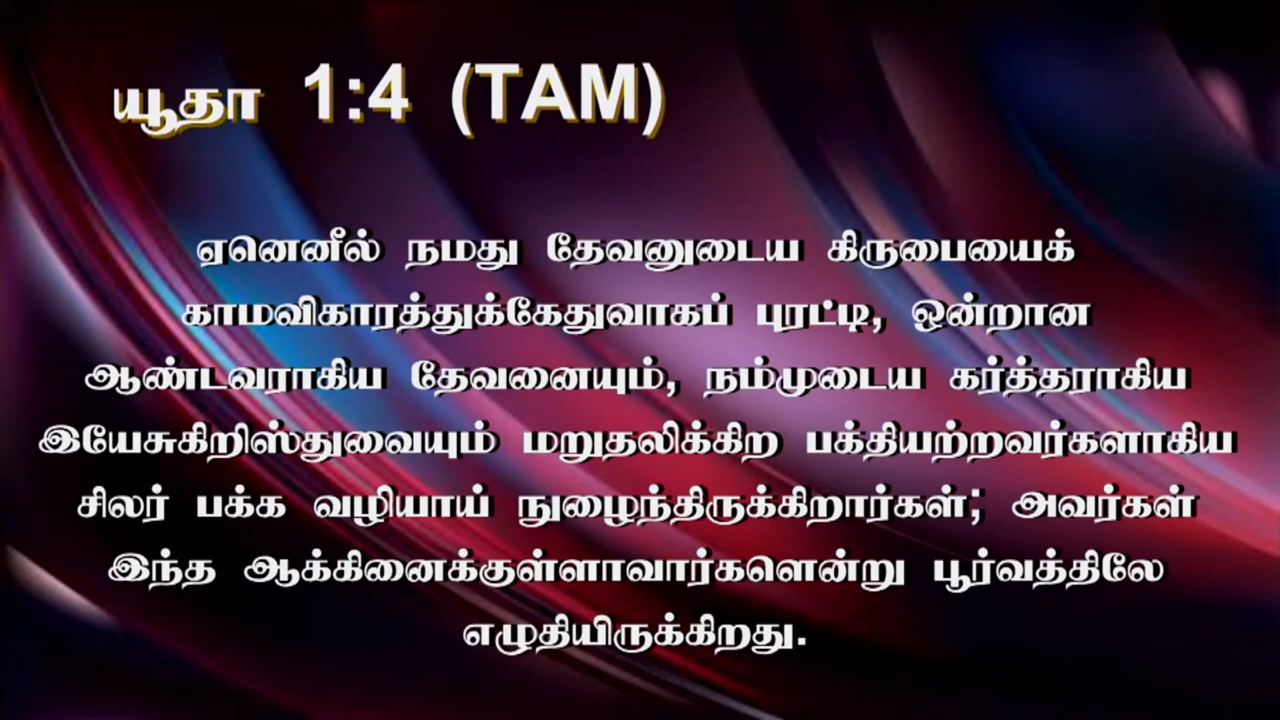 யூதா 1:4 (TAM)
ஏனெனில் நமது தேவனுடைய கிருபையைக்
காமவிகாரத்துக்கேதுவாகப் புரட்டி, ஒன்றான
ஆண்டவராகிய தேவனையும், நம்முடைய கர்த்தராகிய
இயேசுகிறிஸ்துவையும் மறுதலிக்கிற பக்தியற்றவர்களாகிய
சிலர் பக்க வழியாய் நுழைந்திருக்கிறார்கள்; அவர்கள்
இந்த ஆக்கினைக்குள்ளாவார்களென்று பூர்வத்திலே
எழுதியிருக்கிறது.